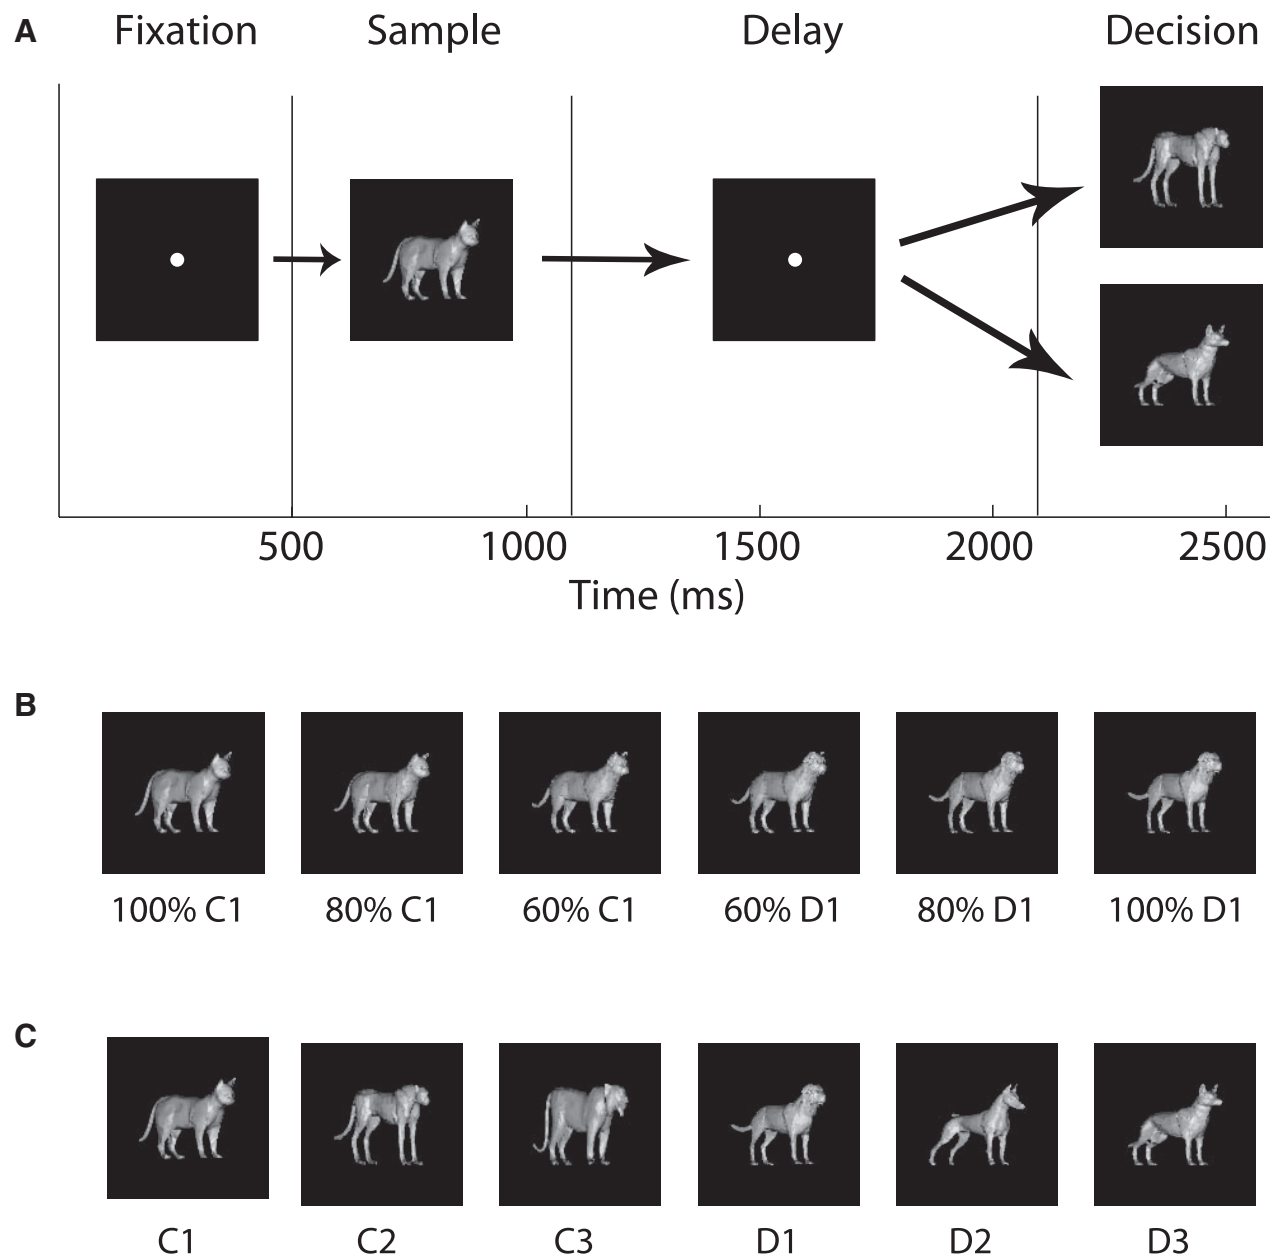 A
Fixation Sample Delay Decision
500 1000 1500 2000 2500
Time (ms)
B
100% C1 80% C1 60% C1 60% D1 80% D1 100% D1
C
C1 C2 C3 D1 D2 D3